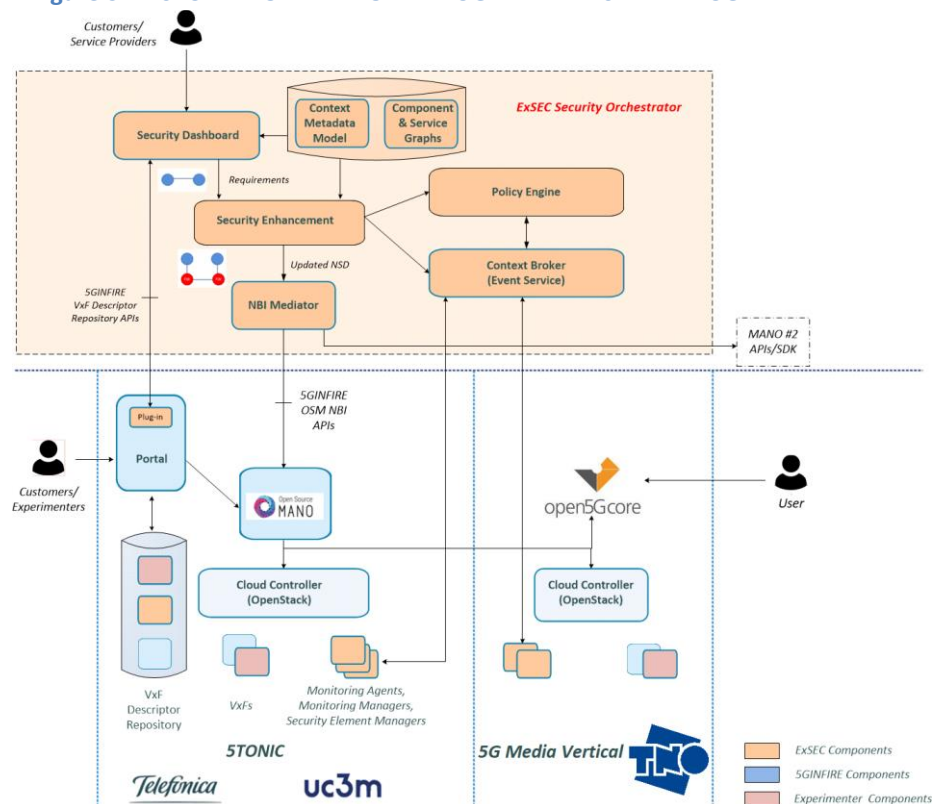 Customers/
Service Providers
ExSEC Security Orchestrator
Context
Metadata
Model
Component
& Service
Graphs
Security Dashboard
Requirements
Policy Engine
Security Enhancement
Updated NSD
Context Broker
(Event Service)
5GINFIRE
VxF Descriptor
Repository APIs
NBI Mediator
MANO #2
APIs/SDK
5GINFIRE
OSM NBI
APIs
Plug-in
Portal
Customers/
Experimenters
Open Source
MANO
open5Gcore
User
Cloud Controller
(OpenStack)
Cloud Controller
(OpenStack)
VxF
Descriptor
Repository
VxFs
Monitoring Agents,
Monitoring Managers,
Security Element Managers
5TONIC
5G Media Vertical
TNO
Telefónica
uc3m
ExSEC Components
5GINFIRE Components
Experimenter Components